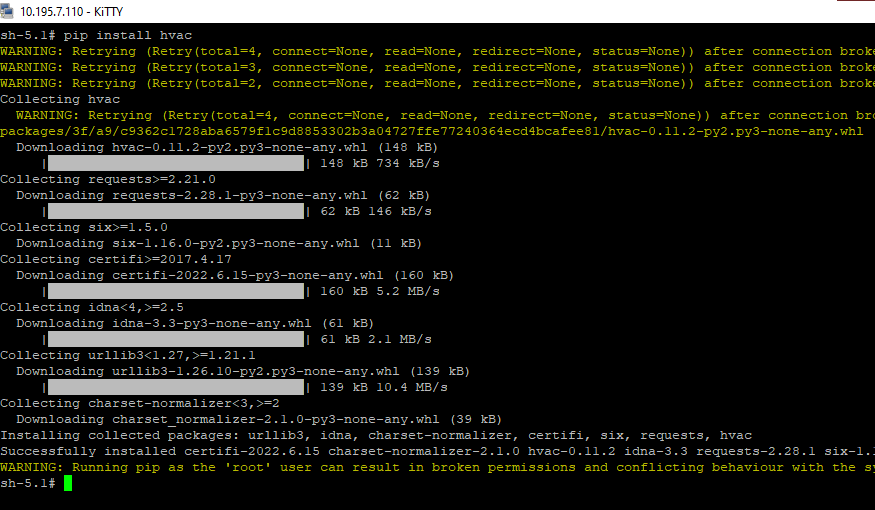 10.195.7.110 - KiTTY
sh-5.1# pip install hvac
WARNING: Retrying (Retry(total=4, connect=None, read=None, redirect=None, status=None)) after connection broke
WARNING: Retrying (Retry(total=3, connect=None, read=None, redirect=None, status=None)) after connection broke
WARNING: Retrying (Retry(total=2, connect=None, read=None, redirect=None, status=None)) after connection broke
Collecting hvac
WARNING: Retrying (Retry(total=4, connect=None, read=None, redirect=None, status=None)) after connection bro
packages/3f/a9/c9362c1728aba6579f1c9d8853302b3a04727ffe77240364ecd4bcafee81/hvac-0.11.2-py2.py3-none-any.whl
Downloading hvac-0.11.2-py2.py3-none-any.whl (148 kB)
| | 148 kB 734 kB/s
Collecting requests>=2.21.0
Downloading requests-2.28.1-py3-none-any.whl (62 kB)
| | 62 kB 146 kB/s
Collecting six>=1.5.0
Downloading six-1.16.0-py2.py3-none-any.whl (11 kB)
Collecting certifi>=2017.4.17
Downloading certifi-2022.6.15-py3-none-any.whl (160 kB)
| | 160 kB 5.2 MB/s
Collecting idna<4,>=2.5
Downloading idna-3.3-py3-none-any.whl (61 kB)
| | 61 kB 2.1 MB/s
Collecting urllib3<1.27,>=1.21.1
Downloading urllib3-1.26.10-py2.py3-none-any.whl (139 kB)
| | 139 kB 10.4 MB/s
Collecting charset-normalizer<3,>=2
Downloading charset_normalizer-2.1.0-py3-none-any.whl (39 kB)
Installing collected packages: urllib3, idna, charset-normalizer, certifi, six, requests, hvac
Successfully installed certifi-2022.6.15 charset-normalizer-2.1.0 hvac-0.11.2 idna-3.3 requests-2.28.1 six-1.
WARNING: Running pip as the 'root' user can result in broken permissions and conflicting behaviour with the sy
sh-5.1#